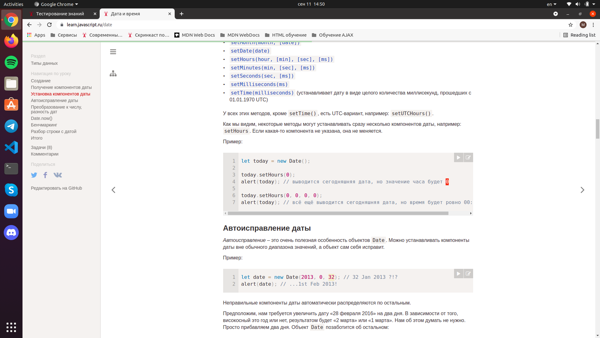 Activities
Google Chrome
сен 11 14:50
en
Тестирование знаний
Дата и время
learn.javascript.ru/date
Apps
Сервисы
Современны...
Скринкаст по...
MDN Web Docs
MDN WebDocs
HTML обучение
Обучение AJAX
Reading list
Раздел
Типы данных
Навигация по уроку
Создание
Получение компонентов даты
Установка компонентов даты
Автоисправление даты
Преобразование к числу, разность дат
Date.now()
Бенчмаркинг
Разбор строки с датой
Итого
Задачи (8)
Комментарии
Поделиться
Редактировать на GitHub
setDate(date)
setHours(hour, [min], [sec], [ms])
setMinutes(min, [sec], [ms])
setSeconds(sec, [ms])
setMilliseconds(ms)
setTime(milliseconds) (устанавливает дату в виде целого количества миллисекунд, прошедших с
01.01.1970 UTC)
У всех этих методов, кроме setTime(), есть UTC-вариант, например: setUTCHours().
Как мы видим, некоторые методы могут устанавливать сразу несколько компонентов даты, например:
setHours. Если какая-то компонента не указана, она не меняется.
Пример:
1 let today = new Date();
2
3 today.setHours(0);
4 alert(today); // выводится сегодняшняя дата, но значение часа будет 0
5
6 today.setHours(0, 0, 0, 0);
7 alert(today); // всё ещё выводится сегодняшняя дата, но время будет ровно 00:
Автоисправление даты
Автоисправление – это очень полезная особенность объектов Date. Можно устанавливать компоненты
даты вне обычного диапазона значений, а объект сам себя исправит.
Пример:
1 let date = new Date(2013, 0, 32); // 32 Jan 2013 ?!?
2 alert(date); // ...1st Feb 2013!
Неправильные компоненты даты автоматически распределяются по остальным.
Предположим, нам требуется увеличить дату «28 февраля 2016» на два дня. В зависимости от того,
високосный это год или нет, результатом будет «2 марта» или «1 марта». Нам об этом думать не нужно.
Просто прибавляем два дня. Объект Date позаботится об остальном: